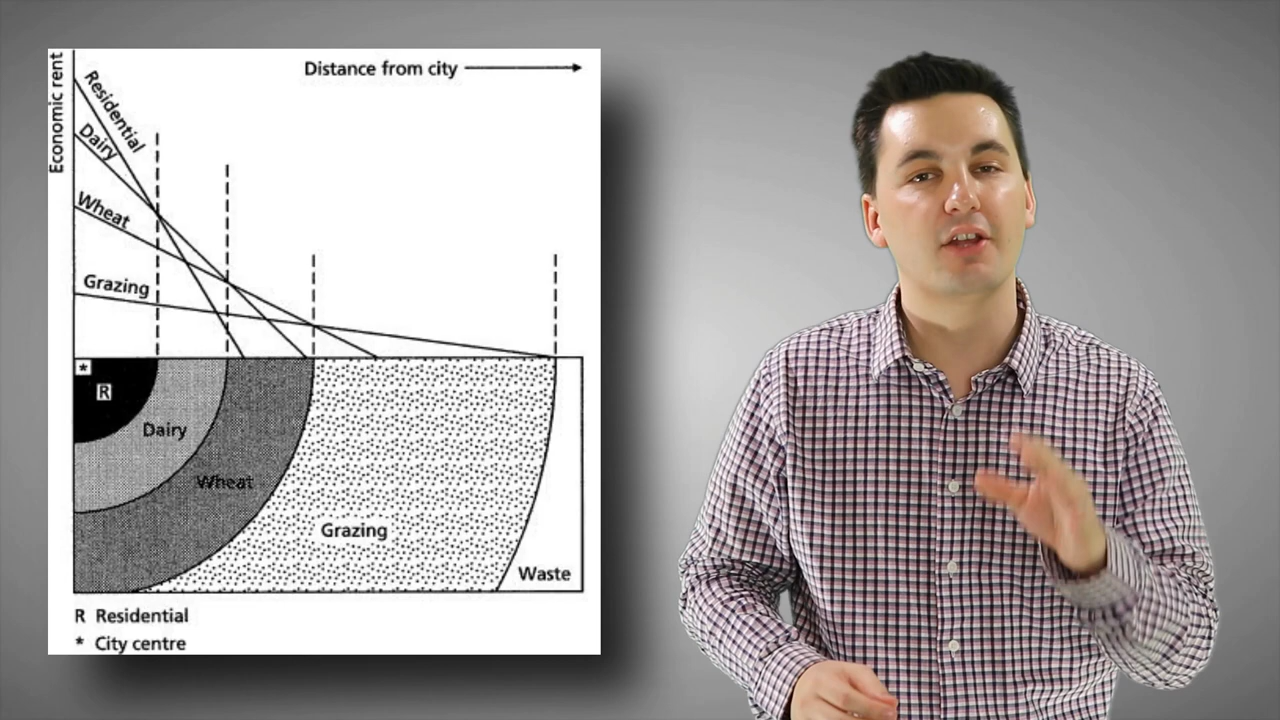 Economic rent
Distance from city
Residential
Dairy
Wheat
Grazing
*
R
Dairy
Wheat
Grazing
Waste
R Residential
* City centre